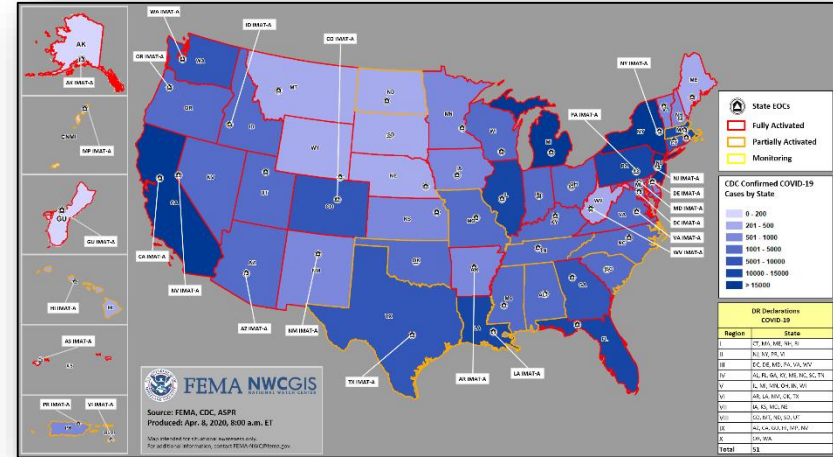 WA IMAT-A
ID IMAT-A
CO IMAT-A
NY IMAT-A
OR IMAT-A
PA IMAT-A
AK
AK IMAT-A
CNMI
MP IMAT-A
GU
GU IMAT-A
HI IMAT-A
HI
AS IMAT-A
AS
PR IMAT-A
VI IMAT-A
PR
WA
OR
ID
MT
ND
WY
NV
UT
CO
NE
KS
CA
AZ
NM
TX
OK
MN
WI
IA
MO
AR
LA
MS
IL
IN
OH
MI
KY
TN
AL
GA
FL
SC
NC
VA
WV
PA
NY
ME
CA IMAT-A
NV IMAT-A
AZ IMAT-A
NM IMAT-A
TX IMAT-A
AR IMAT-A
LA IMAT-A
NJ IMAT-A
DE IMAT-A
MD IMAT-A
DC IMAT-A
VA IMAT-A
WV IMAT-A
State EOCs
Fully Activated
Partially Activated
Monitoring
CDC Confirmed COVID-19
Cases by State
0 - 200
201 - 500
501 - 1000
1001 - 5000
5001 - 10000
10000 - 15000
> 15000
DR Declarations
COVID-19
Region State
I CT, MA, ME, NH, RI
II NJ, NY, PR, VI
III DC, DE, MD, PA, VA, WV
IV AL, FL, GA, KY, MS, NC, SC, TN
V IL, MI, MN, OH, IN, WI
VI AR, LA, NM, OK, TX
VII IA, KS, MO, NE
VIII CO, MT, ND, SD, UT
IX AZ, CA, GU, HI, MP, NV
X OR, WA
Total 51
FEMA NWCGIS
NATIONAL WATCH CENTER
Source: FEMA, CDC, ASPR
Produced: Apr. 8, 2020, 8:00 a.m. ET
Map intended for situational awareness only.
For additional information, contact FEMA-NWC@fema.gov